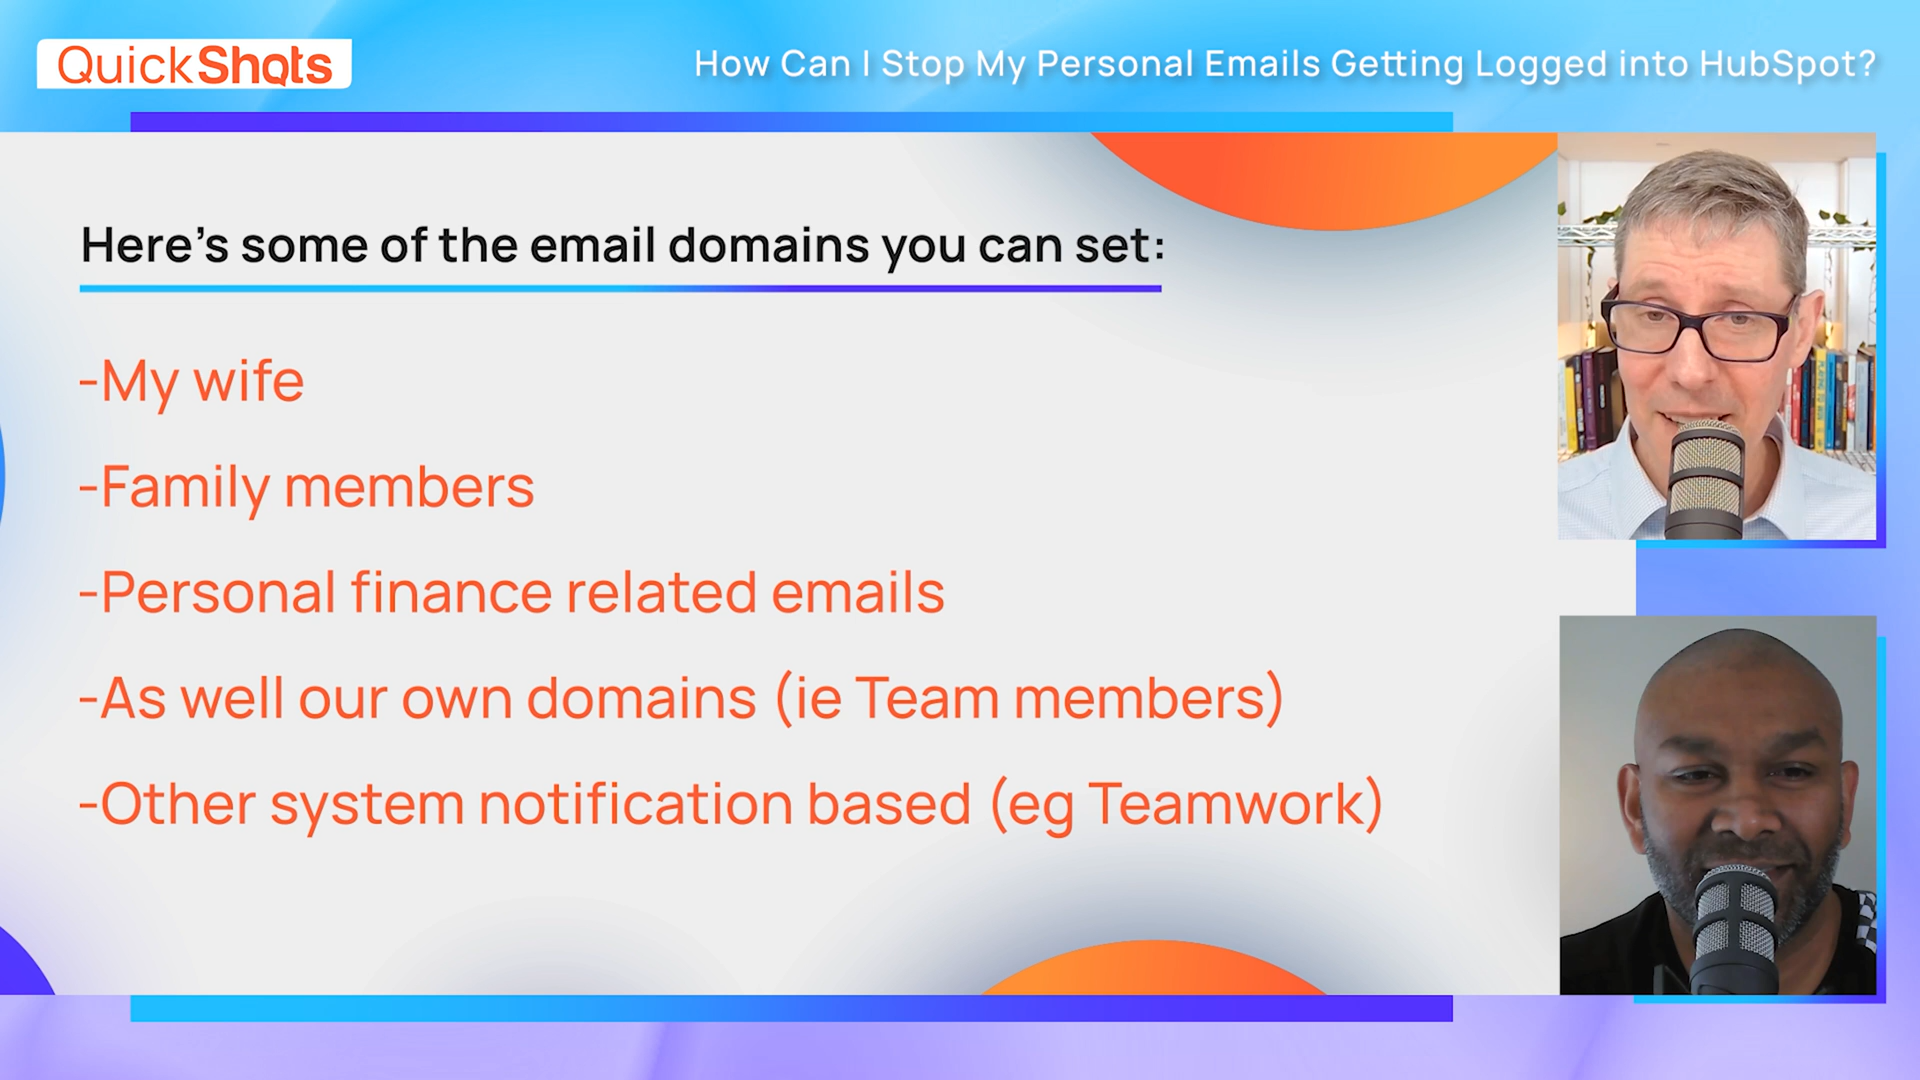 QuickShots
How Can I Stop My Personal Emails Getting Logged into HubSpot?
Here's some of the email domains you can set:
-My wife
-Family members
-Personal finance related emails
-As well our own domains (ie Team members)
-Other system notification based (eg Teamwork)